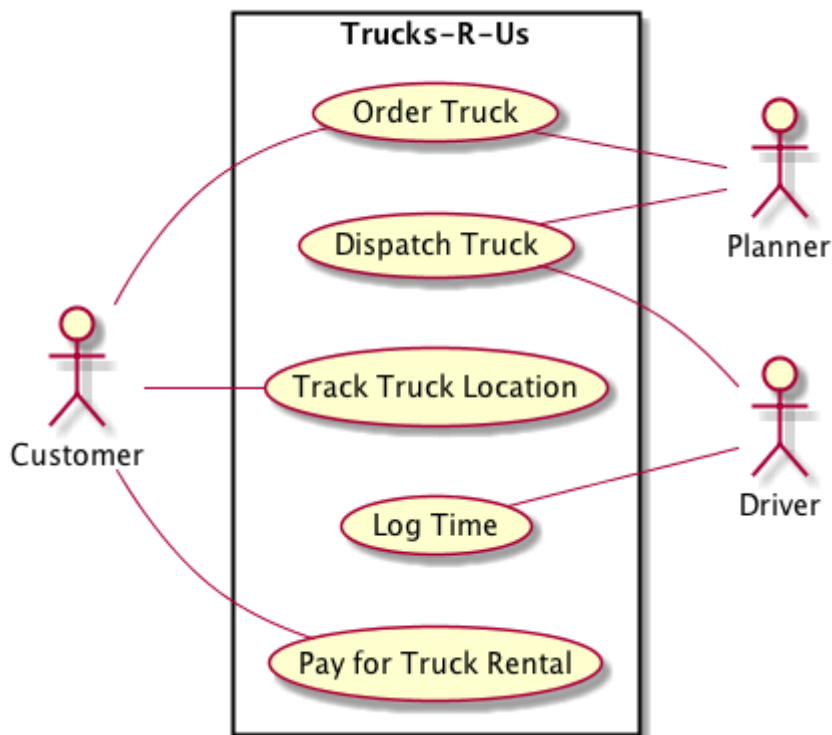 Trucks-R-Us
Order Truck
Planner
Dispatch Truck
Track Truck Location
Customer
Driver
Log Time
Pay for Truck Rental